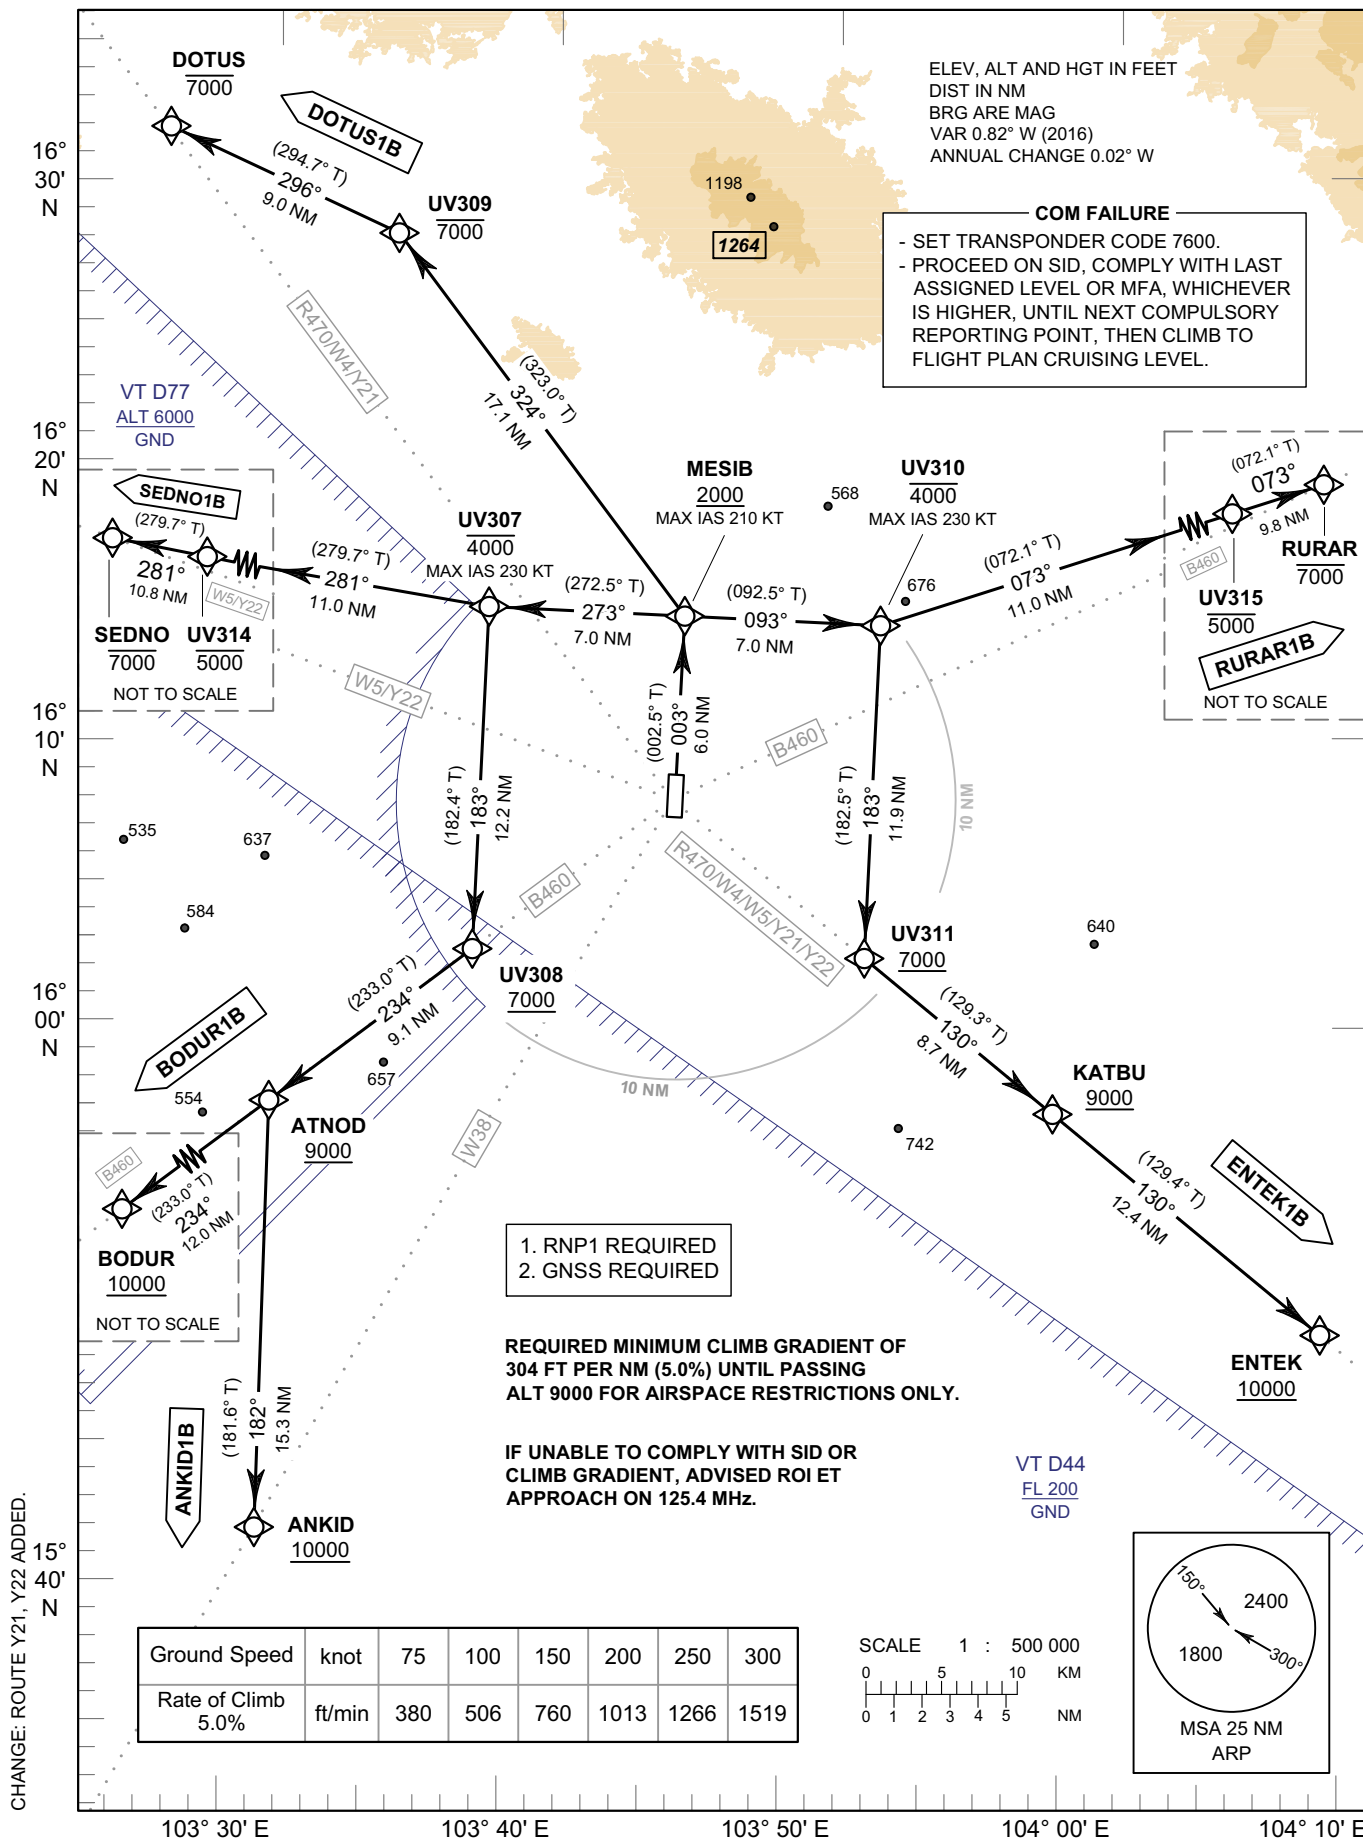 DOTUS
7000
DOTUS1B
(294.7° T)
296°
9.0 NM
UV309
7000
ELEV, ALT AND HGT IN FEET
DIST IN NM
BRG ARE MAG
VAR 0.82° W (2016)
ANNUAL CHANGE 0.02° W
16°
30'
N
1198
1264
COM FAILURE
- SET TRANSPONDER CODE 7600.
- PROCEED ON SID, COMPLY WITH LAST
ASSIGNED LEVEL OR MFA, WHICHEVER
IS HIGHER, UNTIL NEXT COMPULSORY
REPORTING POINT, THEN CLIMB TO
FLIGHT PLAN CRUISING LEVEL.
R470/W4/Y21
(323.0° T)
324°
17.1 NM
VT D77
ALT 6000
GND
16°
20'
N
SEDNO1B
(279.7° T)
281°
10.8 NM
W5/Y22
SEDNO
7000
UV314
5000
NOT TO SCALE
(279.7° T)
281°
11.0 NM
UV307
4000
MAX IAS 230 KT
(272.5° T)
273°
7.0 NM
MESIB
2000
MAX IAS 210 KT
(092.5° T)
093°
7.0 NM
568
UV310
4000
MAX IAS 230 KT
676
(072.1° T)
073°
11.0 NM
(072.1° T)
073°
9.8 NM
B460
RURAR
7000
UV315
5000
RURAR1B
NOT TO SCALE
W5/Y22
16°
10'
N
(002.5° T)
003°
6.0 NM
B460
(182.4° T)
183°
12.2 NM
(182.5° T)
183°
11.9 NM
10 NM
535
637
584
B460
R470/W4/W5/Y21/Y22
UV311
7000
640
UV308
7000
16°
00'
N
(233.0° T)
234°
9.1 NM
BODUR1B
657
554
10 NM
(129.3° T)
130°
8.7 NM
KATBU
9000
742
ATNOD
9000
W38
B460
(233.0° T)
234°
12.0 NM
BODUR
10000
NOT TO SCALE
(129.4° T)
130°
12.4 NM
ENTEK1B
1. RNP1 REQUIRED
2. GNSS REQUIRED
REQUIRED MINIMUM CLIMB GRADIENT OF
304 FT PER NM (5.0%) UNTIL PASSING
ALT 9000 FOR AIRSPACE RESTRICTIONS ONLY.
ENTEK
10000
(181.6° T)
182°
15.3 NM
ANKID1B
IF UNABLE TO COMPLY WITH SID OR
CLIMB GRADIENT, ADVISED ROI ET
APPROACH ON 125.4 MHz.
VT D44
FL 200
GND
ANKID
10000
15°
40'
N
CHANGE: ROUTE Y21, Y22 ADDED.
Ground Speed knot 75 100 150 200 250 300
Rate of Climb
5.0% ft/min 380 506 760 1013 1266 1519
SCALE 1 : 500 000
0 5 10 KM
0 1 2 3 4 5 NM
150°
2400
1800
300°
MSA 25 NM
ARP
103° 30' E 103° 40' E 103° 50' E 104° 00' E 104° 10' E